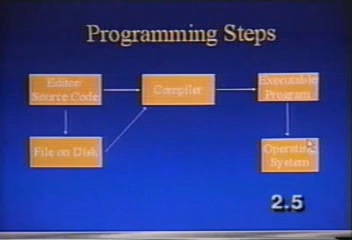 Programming Steps
Editor/
Source Code
Compiler
Executable
Program
File on Disk
Operating
System
2.5